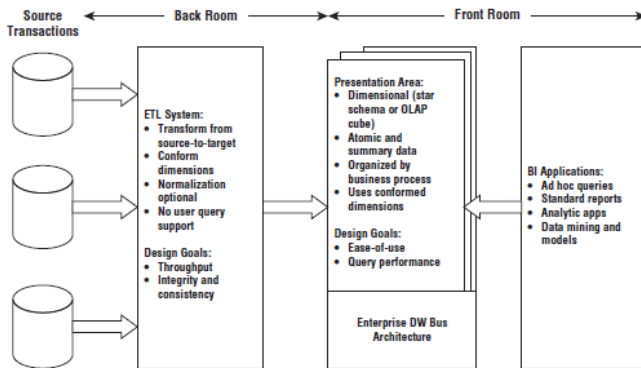 Source
Transactions
Back Room
Front Room
ETL System:
• Transform from
source-to-target
• Conform
dimensions
• Normalization
optional
• No user query
support
Design Goals:
• Throughput
• Integrity and
consistency
Presentation Area:
• Dimensional (star
schema or OLAP
cube)
• Atomic and
summary data
• Organized by
business process
• Uses conformed
dimensions
Design Goals:
• Ease-of-use
• Query performance
Enterprise DW Bus
Architecture
BI Applications:
• Ad hoc queries
• Standard reports
• Analytic apps
• Data mining and
models